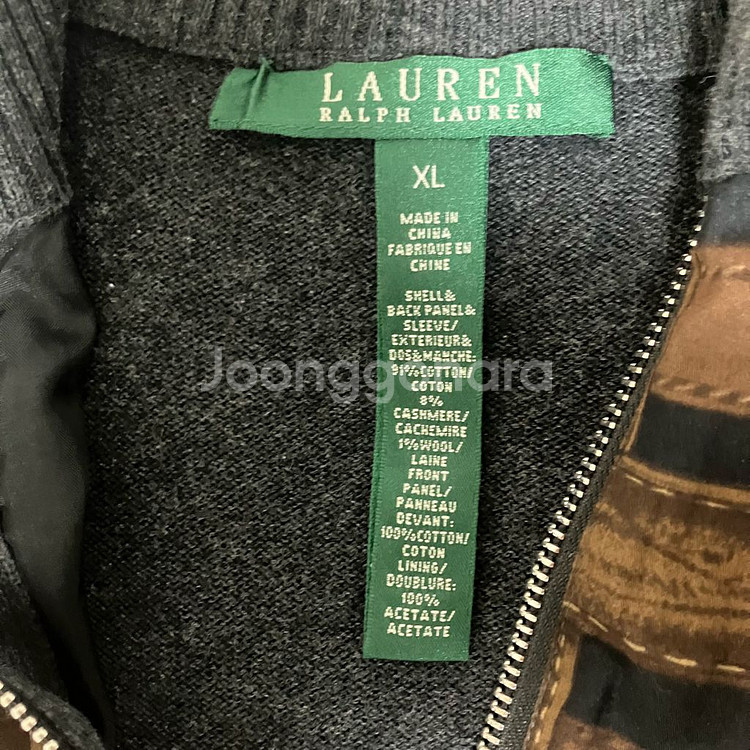 LAUREN
RALPH LAUREN
XL
MADE IN
CHINA
FABRIQUE EN
CHINE
SHELL&
BACK PANEL&
SLEEVE/
EXTERIEUR&
DOS&MANCHE:
91%COTTON/
COTON
8%
CASHMERE/
CACHEMIRE
1%WOOL/
LAINE
FRONT
PANEL/
PANNEAU
DEVANT:
100%COTTON/
COTON
LINING/
DOUBLURE:
100%
ACETATE/
ACETATE
Joonggonara